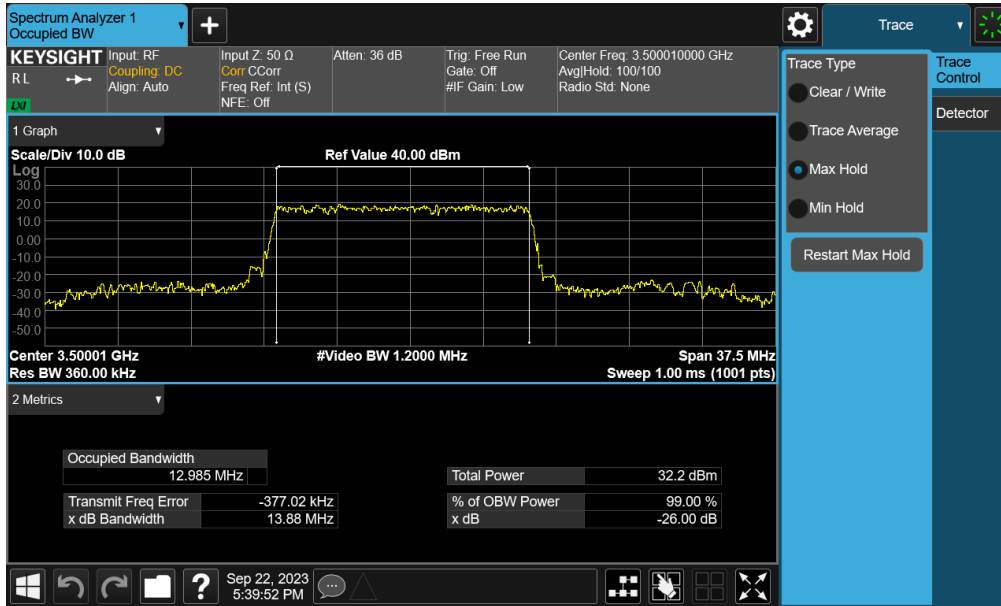 Spectrum Analyzer 1
Occupied BW
Trace
KEYSIGHT
R L
LXI
Input: RF
Coupling: DC
Align: Auto
Input Z: 50 Ω
Corr CCorr
Freq Ref: Int (S)
NFE: Off
Atten: 36 dB
Trig: Free Run
Gate: Off
#IF Gain: Low
Center Freq: 3.500010000 GHz
Avg|Hold: 100/100
Radio Std: None
1 Graph
Scale/Div 10.0 dB
Ref Value 40.00 dBm
Log
30.0
20.0
10.0
0.00
-10.0
-20.0
-30.0
-40.0
-50.0
Center 3.50001 GHz
#Video BW 1.2000 MHz
Span 37.5 MHz
Res BW 360.00 kHz
Sweep 1.00 ms (1001 pts)
2 Metrics
Occupied Bandwidth
12.985 MHz
Total Power 32.2 dBm
Transmit Freq Error -377.02 kHz
% of OBW Power 99.00 %
x dB Bandwidth 13.88 MHz
x dB -26.00 dB
Trace Type
Clear / Write
Trace Average
Max Hold
Min Hold
Restart Max Hold
Trace
Control
Detector
?
Sep 22, 2023
5:39:52 PM